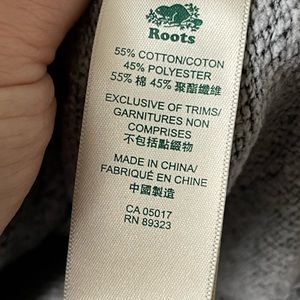 Roots
55% COTTON/COTON
45% POLYESTER
55% 棉 45% 聚酯纖維
EXCLUSIVE OF TRIMS/
GARNITURES NON
COMPRISES
不包括點綴物
MADE IN CHINA/
FABRIQUÉ EN CHINE
中國製造
CA 05017
RN 89323